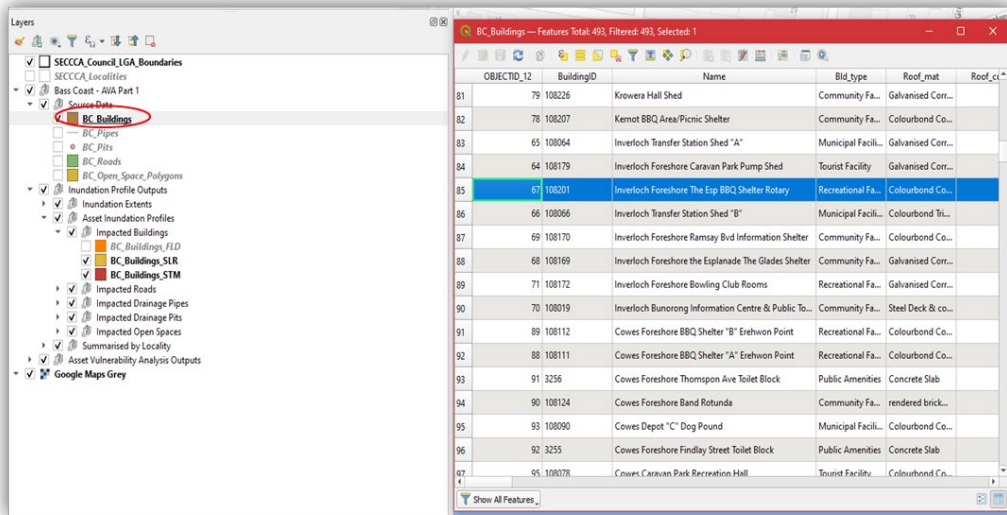 Layers
SECCCA_Council_LGA_Boundaries
SECCCA_Localities
Bass Coast - AVA Part 1
Source Data
BC_Buildings
BC_Pipes
BC_Pits
BC_Roads
BC_Open_Space_Polygons
Inundation Profile Outputs
Inundation Extents
Asset Inundation Profiles
Impacted Buildings
BC_Buildings_FLD
BC_Buildings_SLR
BC_Buildings_STM
Impacted Roads
Impacted Drainage Pipes
Impacted Drainage Pits
Impacted Open Spaces
Summarised by Locality
Asset Vulnerability Analysis Outputs
Google Maps Grey
BC_Buildings — Features Total: 493, Filtered: 493, Selected: 1
OBJECTID_12 BuildingID Name Bld_type Roof_mat
81 79 108226 Krowera Hall Shed Community Fa... Galvanised Corr...
82 78 108207 Kernot BBQ Area/Picnic Shelter Community Fa... Colourbond Co...
83 65 108064 Inverloch Transfer Station Shed "A" Municipal Facili... Galvanised Corr...
84 64 108179 Inverloch Foreshore Caravan Park Pump Shed Tourist Facility Galvanised Corr...
85 67 108201 Inverloch Foreshore The Esp BBQ Shelter Rotary Recreational Fa... Colourbond Co...
86 66 108066 Inverloch Transfer Station Shed "B" Municipal Facili... Colourbond Tri...
87 69 108170 Inverloch Foreshore Ramsay Bvd Information Shelter Community Fa... Colourbond Co...
88 68 108169 Inverloch Foreshore the Esplanade The Glades Shelter Community Fa... Galvanised Corr...
89 71 108172 Inverloch Foreshore Bowling Club Rooms Recreational Fa... Galvanised Corr...
90 70 108019 Inverloch Bunorong Information Centre & Public To... Community Fa... Steel Deck & co...
91 89 108112 Cowes Foreshore BBQ Shelter "B" Erehwon Point Recreational Fa... Colourbond Co...
92 88 108111 Cowes Foreshore BBQ Shelter "A" Erehwon Point Recreational Fa... Colourbond Co...
93 91 3256 Cowes Foreshore Thomspon Ave Toilet Block Public Amenities Concrete Slab
94 90 108124 Cowes Foreshore Band Rotunda Community Fa... rendered brick...
95 93 108090 Cowes Depot "C" Dog Pound Municipal Facili... Colourbond Co...
96 92 3255 Cowes Foreshore Findlay Street Toilet Block Public Amenities Concrete Slab
97 95 108078 Cowes Caravan Park Recreation Hall Tourist Facility Colourbond Co...
Show All Features